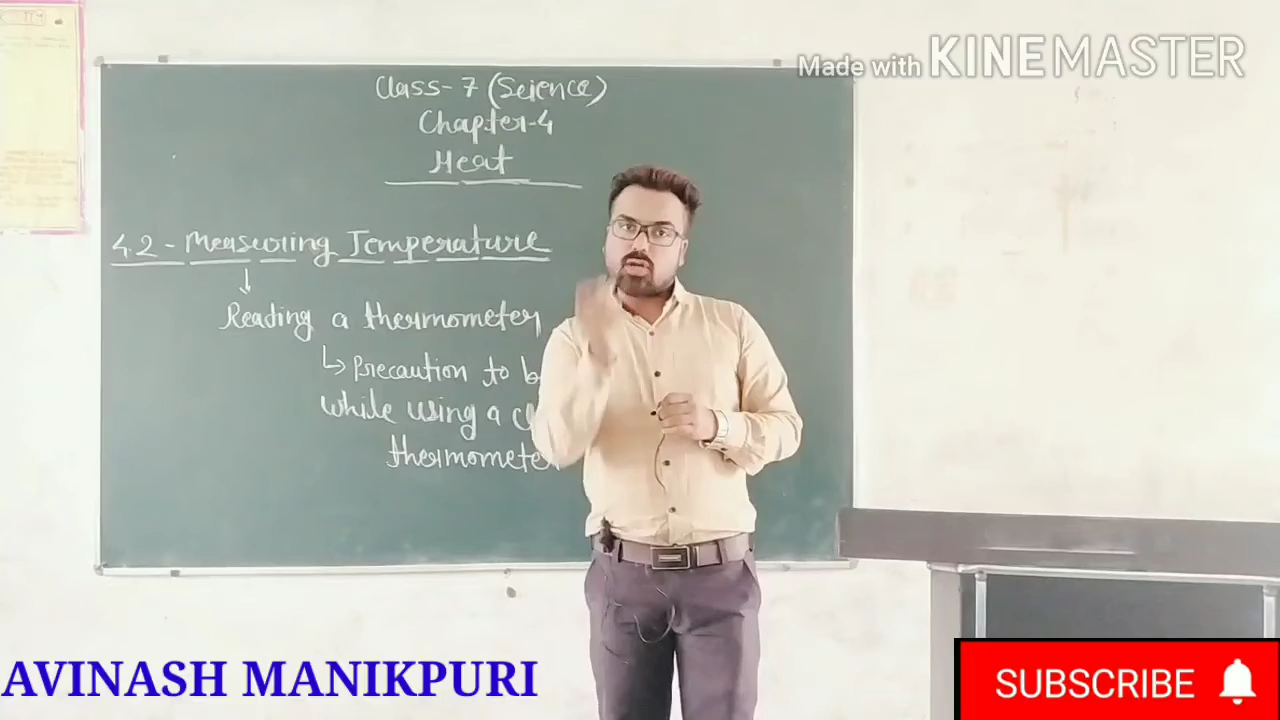 Made with KINEMASTER
Class-7 (Science)
Chapter-4
Heat
4.2 - Measuring Temperature
Reading a thermometer
Precaution to
while using a
thermometer
AVINASH MANIKPURI
SUBSCRIBE